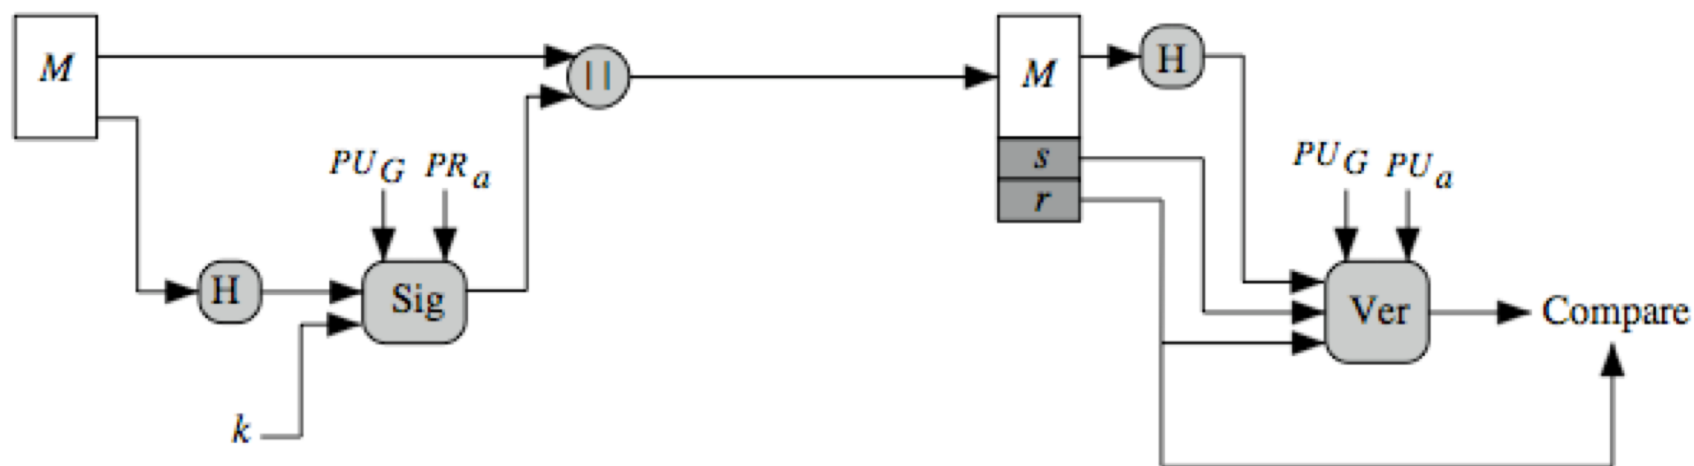 M
||
M
H
s
r
PU_G PR_a
PU_G PU_a
H
Sig
Ver
Compare
k